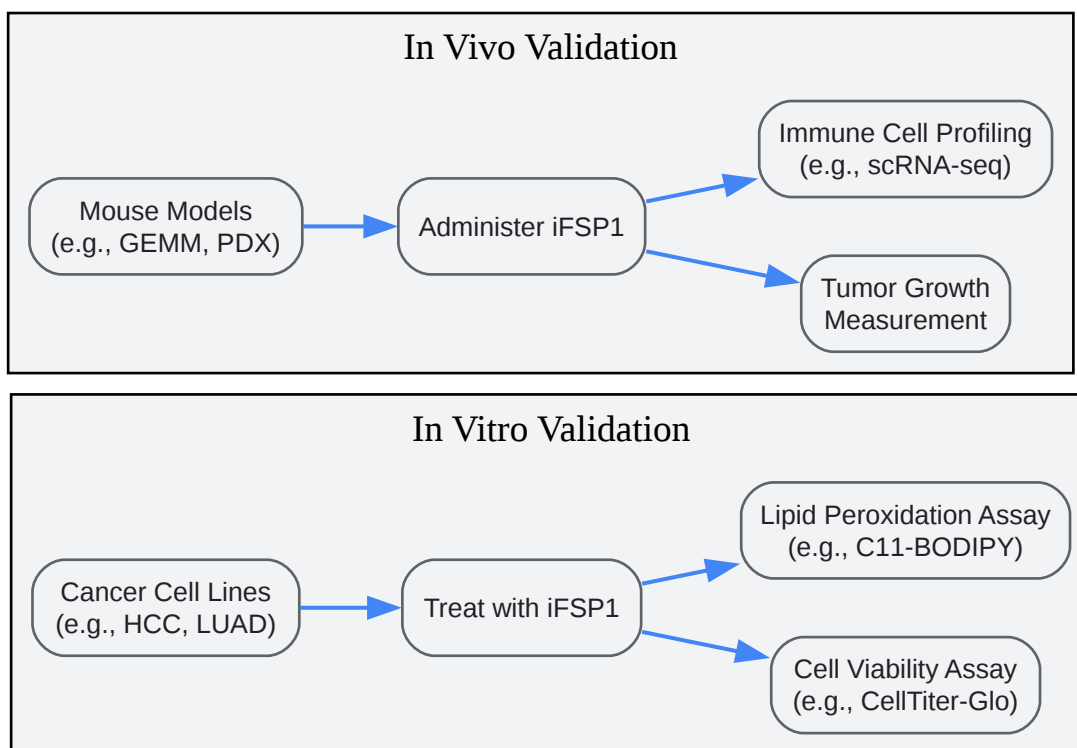 In Vivo Validation
Mouse Models
(e.g., GEMM, PDX)
Administer iFSP1
Immune Cell Profiling
(e.g., scRNA-seq)
Tumor Growth
Measurement
In Vitro Validation
Cancer Cell Lines
(e.g., HCC, LUAD)
Treat with iFSP1
Lipid Peroxidation Assay
(e.g., C11-BODIPY)
Cell Viability Assay
(e.g., CellTiter-Glo)